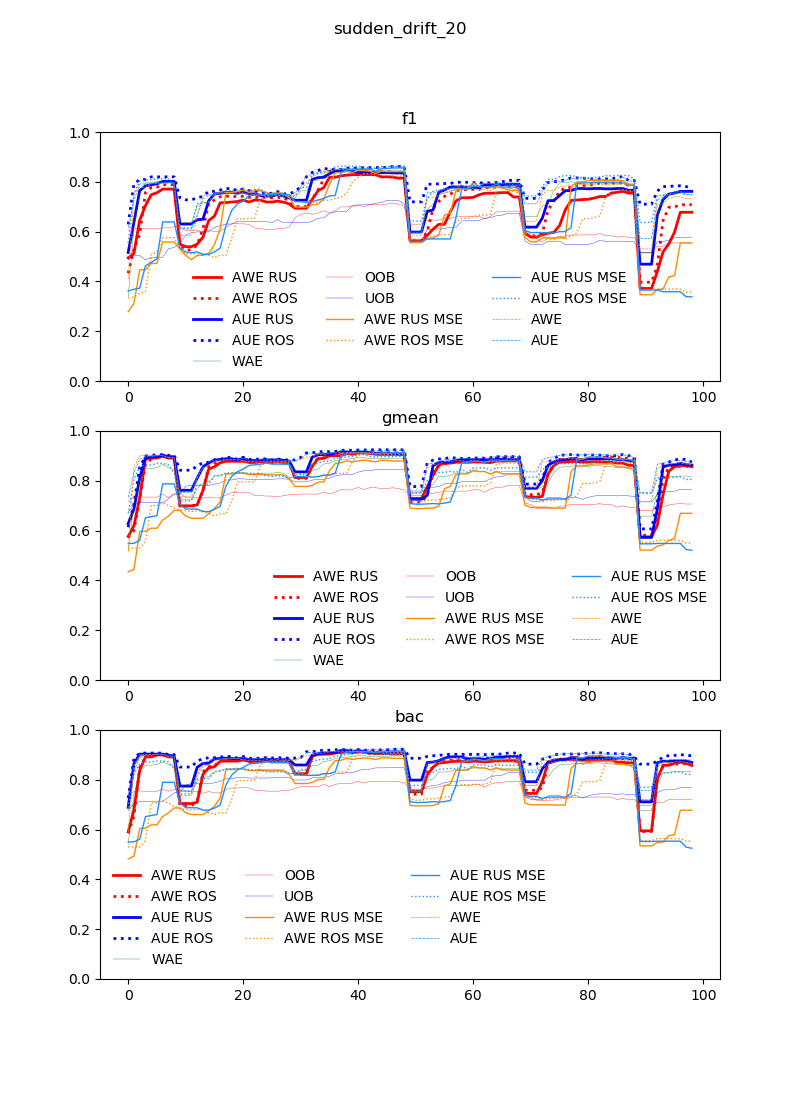 sudden_drift_20
f1
1.0
0.8
0.6
0.4
0.2
0.0
AWE RUS OOB AUE RUS MSE
AWE ROS UOB AUE ROS MSE
AUE RUS AWE RUS MSE AWE
AUE ROS AWE ROS MSE AUE
WAE
0 20 40 60 80 100
gmean
1.0
0.8
0.6
0.4
0.2
0.0
AWE RUS OOB AUE RUS MSE
AWE ROS UOB AUE ROS MSE
AUE RUS AWE RUS MSE AWE
AUE ROS AWE ROS MSE AUE
WAE
0 20 40 60 80 100
bac
1.0
0.8
0.6
0.4
0.2
0.0
AWE RUS OOB AUE RUS MSE
AWE ROS UOB AUE ROS MSE
AUE RUS AWE RUS MSE AWE
AUE ROS AWE ROS MSE AUE
WAE
0 20 40 60 80 100